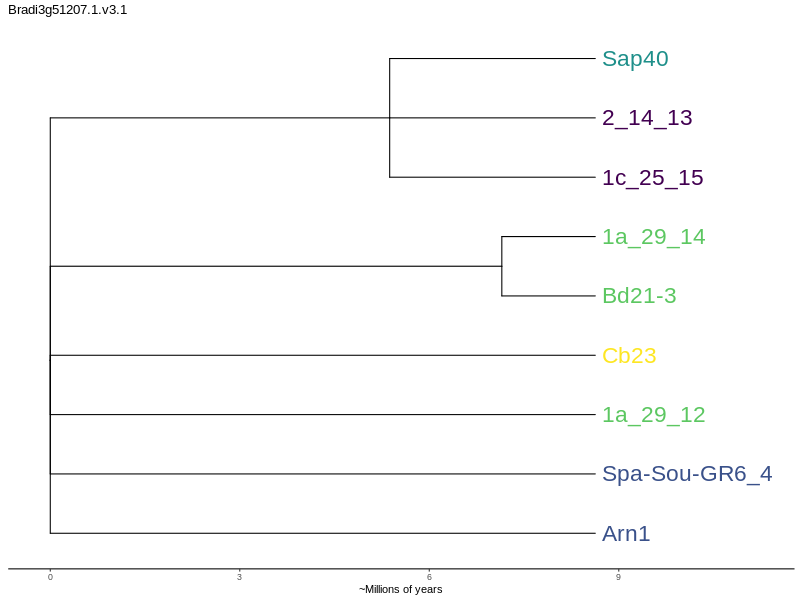 Bradi3g51207.1.v3.1
Sap40
2_14_13
1c_25_15
1a_29_14
Bd21-3
Cb23
1a_29_12
Spa-Sou-GR6_4
Arn1
0 3 6 9
~Millions of years